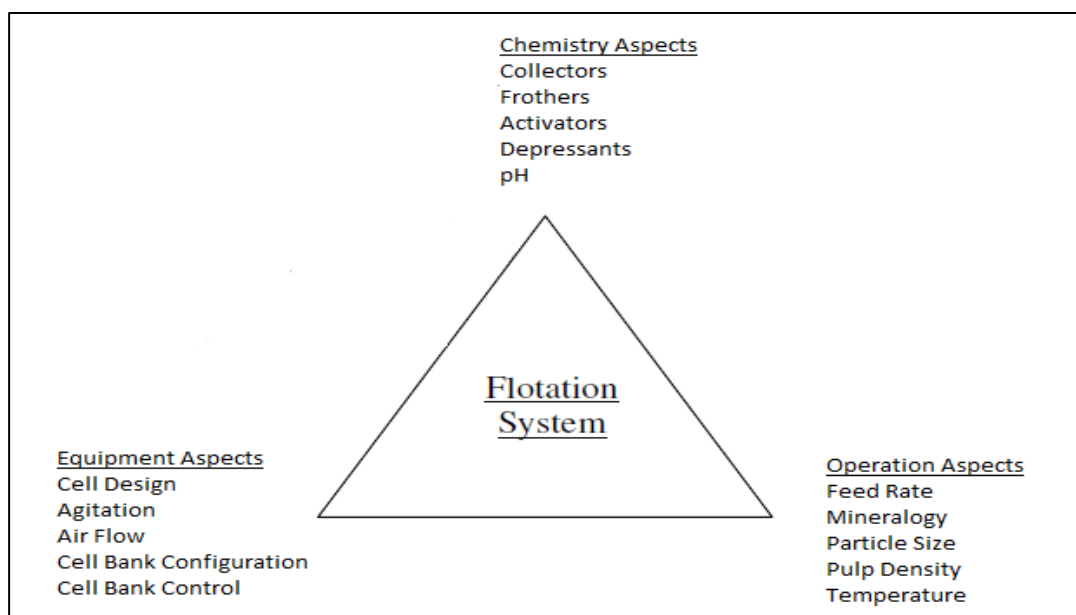 Chemistry Aspects
Collectors
Frothers
Activators
Depressants
pH
Flotation
System
Equipment Aspects
Cell Design
Agitation
Air Flow
Cell Bank Configuration
Cell Bank Control
Operation Aspects
Feed Rate
Mineralogy
Particle Size
Pulp Density
Temperature